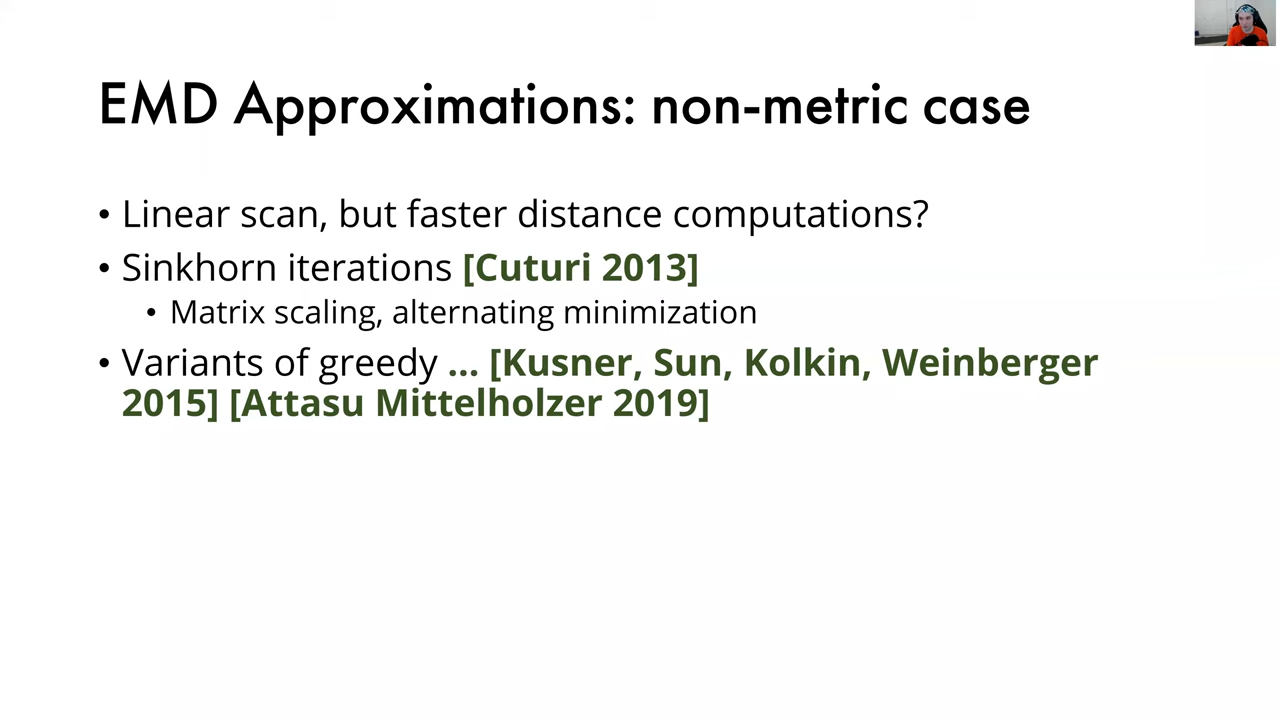 EMD Approximations: non-metric case
• Linear scan, but faster distance computations?
• Sinkhorn iterations [Cuturi 2013]
• Matrix scaling, alternating minimization
• Variants of greedy ... [Kusner, Sun, Kolkin, Weinberger
2015] [Attasu Mittelholzer 2019]